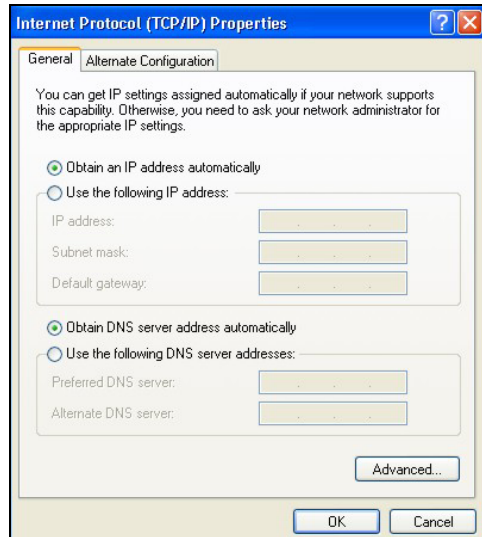 Internet Protocol (TCP/IP) Properties
General
Alternate Configuration
You can get IP settings assigned automatically if your network supports
this capability. Otherwise, you need to ask your network administrator for
the appropriate IP settings.
Obtain an IP address automatically
Use the following IP address:
IP address:
Subnet mask:
Default gateway:
Obtain DNS server address automatically
Use the following DNS server addresses:
Preferred DNS server:
Alternate DNS server:
Advanced...
OK
Cancel